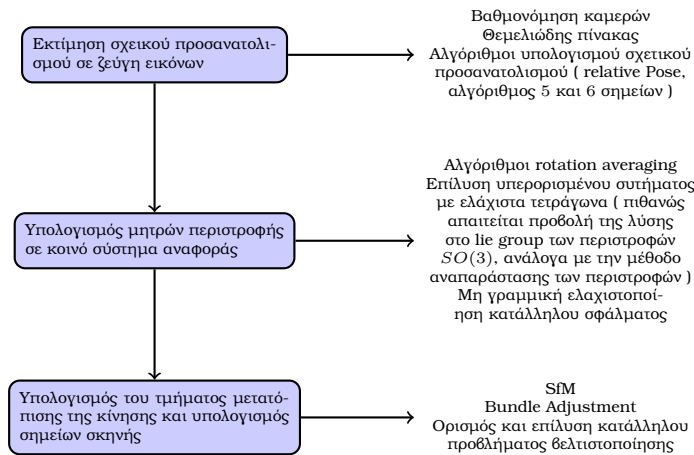 Εκτίμηση σχεικού προσανατολι-
σμού σε ζεύγη εικόνων
Βαθμονόμηση καμερών
Θεμελιώδης πίνακας
Αλγόριθμοι υπολογισμού σχετικού
προσανατολισμού ( relative Pose,
αλγόριθμος 5 και 6 σημείων )
Υπολογισμός μητρών περιστροφής
σε κοινό σύστημα αναφοράς
Αλγόριθμοι rotation averaging
Επίλυση υπερορισμένου συτήματος
με ελάχιστα τετράγωνα ( πιθανώς
απαιτείται προβολή της λύσης
στο lie group των περιστροφών
SO(3), ανάλογα με την μέθοδο
αναπαράστασης των περιστροφών )
Μη γραμμική ελαχιστοποί-
ηση κατάλληλου σφάλματος
Υπολογισμός του τμήματος μετατό-
πισης της κίνησης και υπολογισμός
σημείων σκηνής
SfM
Bundle Adjustment
Ορισμός και επίλυση κατάλληλου
προβλήματος βελτιστοποίησης